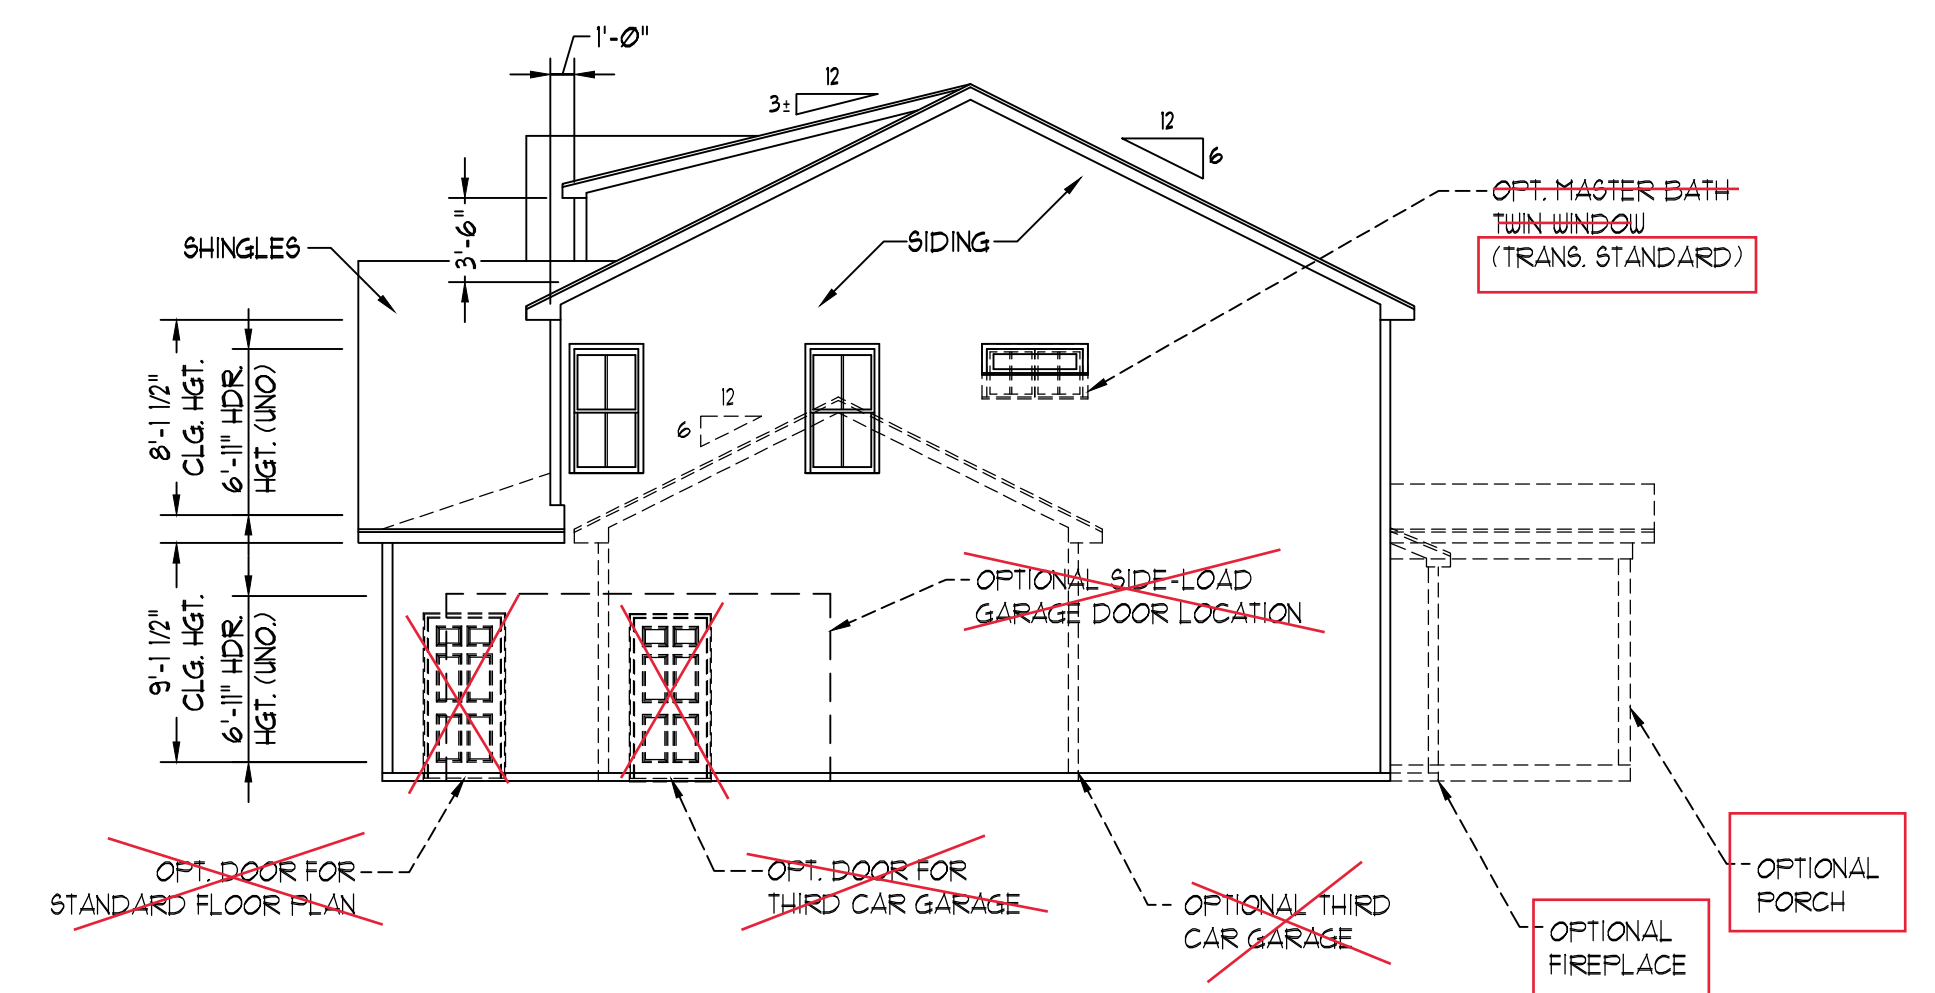 1'-0"
12
3±
12
6
OPT. MASTER BATH
TWIN WINDOW
(TRANS. STANDARD)
SHINGLES
3'-6"
SIDING
8'-1 1/2"
CLG. HGT.
6'-11" HDR.
HGT. (UNO)
12
6
OPTIONAL SIDE-LOAD
GARAGE DOOR LOCATION
9'-1 1/2"
CLG. HGT.
6'-11" HDR.
HGT. (UNO)
OPT. DOOR FOR
STANDARD FLOOR PLAN
OPT. DOOR FOR
THIRD CAR GARAGE
OPTIONAL THIRD
CAR GARAGE
OPTIONAL
FIREPLACE
OPTIONAL
PORCH